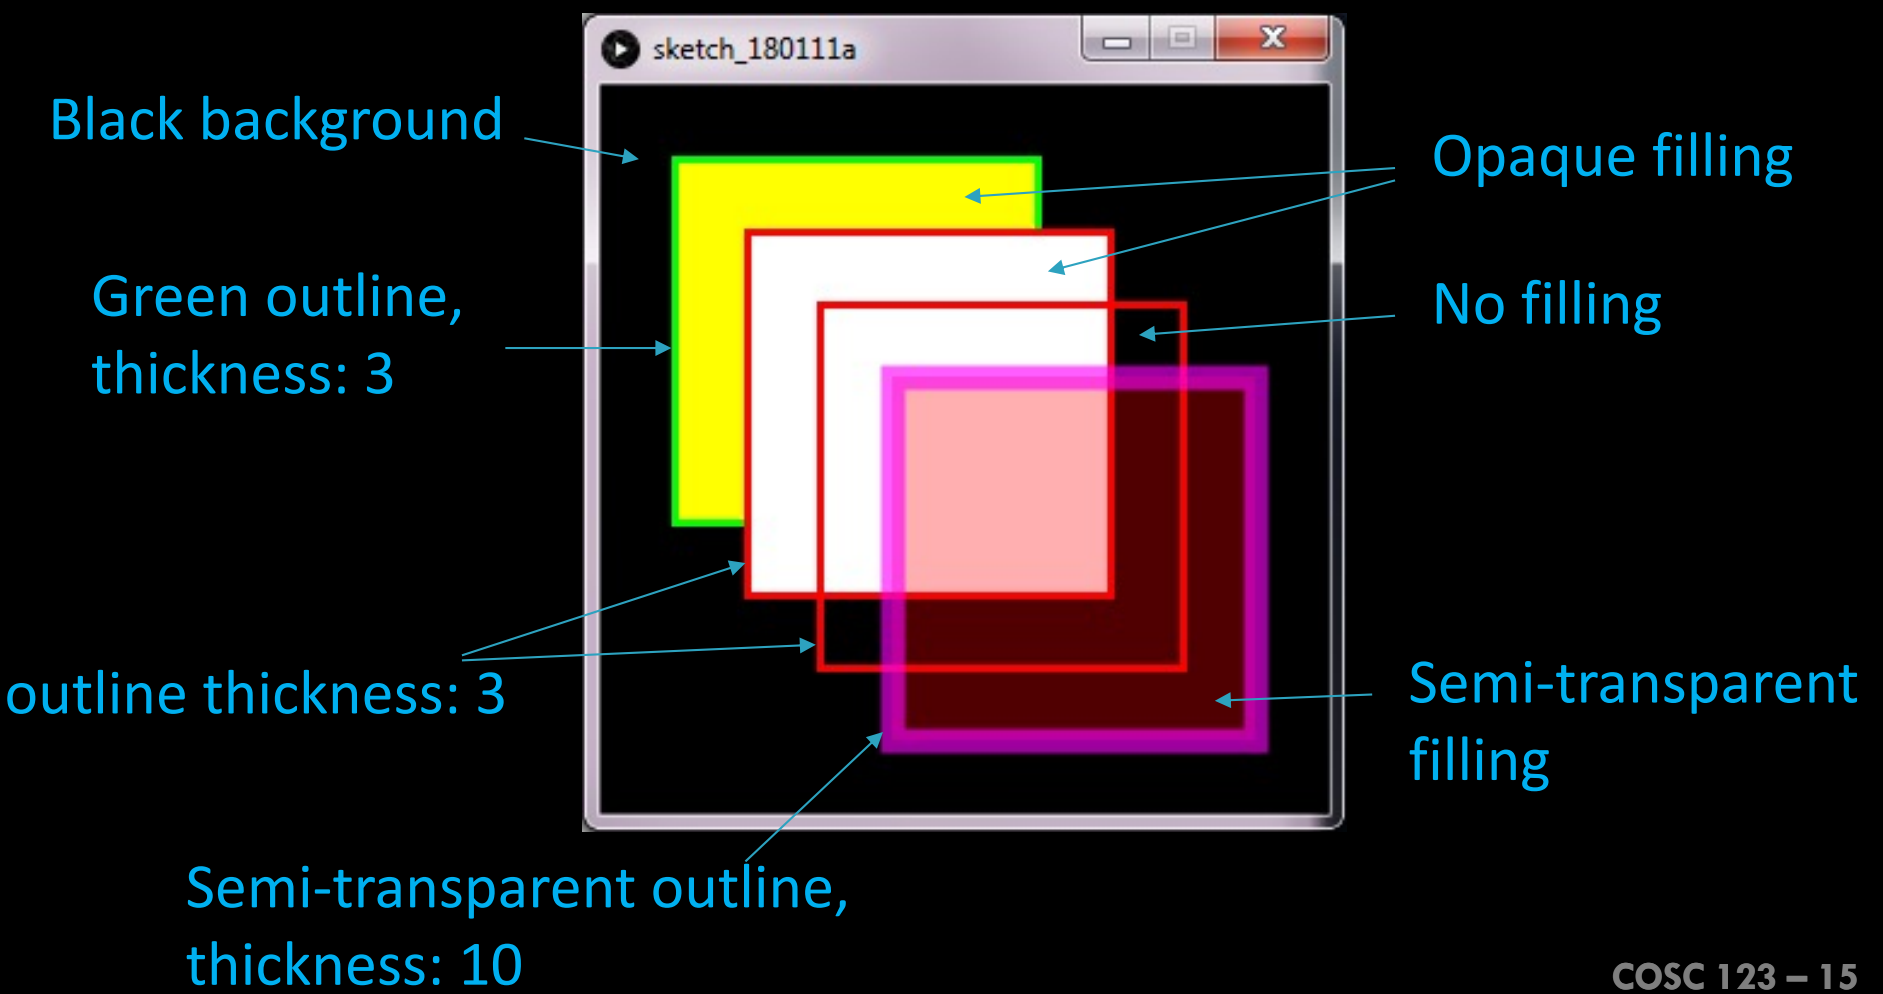 sketch_180111a
Black background
Opaque filling
Green outline,
thickness: 3
No filling
outline thickness: 3
Semi-transparent
filling
Semi-transparent outline,
thickness: 10
COSC 123 – 15